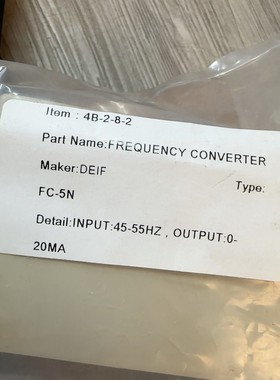 Item : 4B-2-8-2
Part Name:FREQUENCY CONVERTER
Maker:DEIF Type:
FC-5N
Detail:INPUT:45-55HZ , OUTPUT:0-
20MA